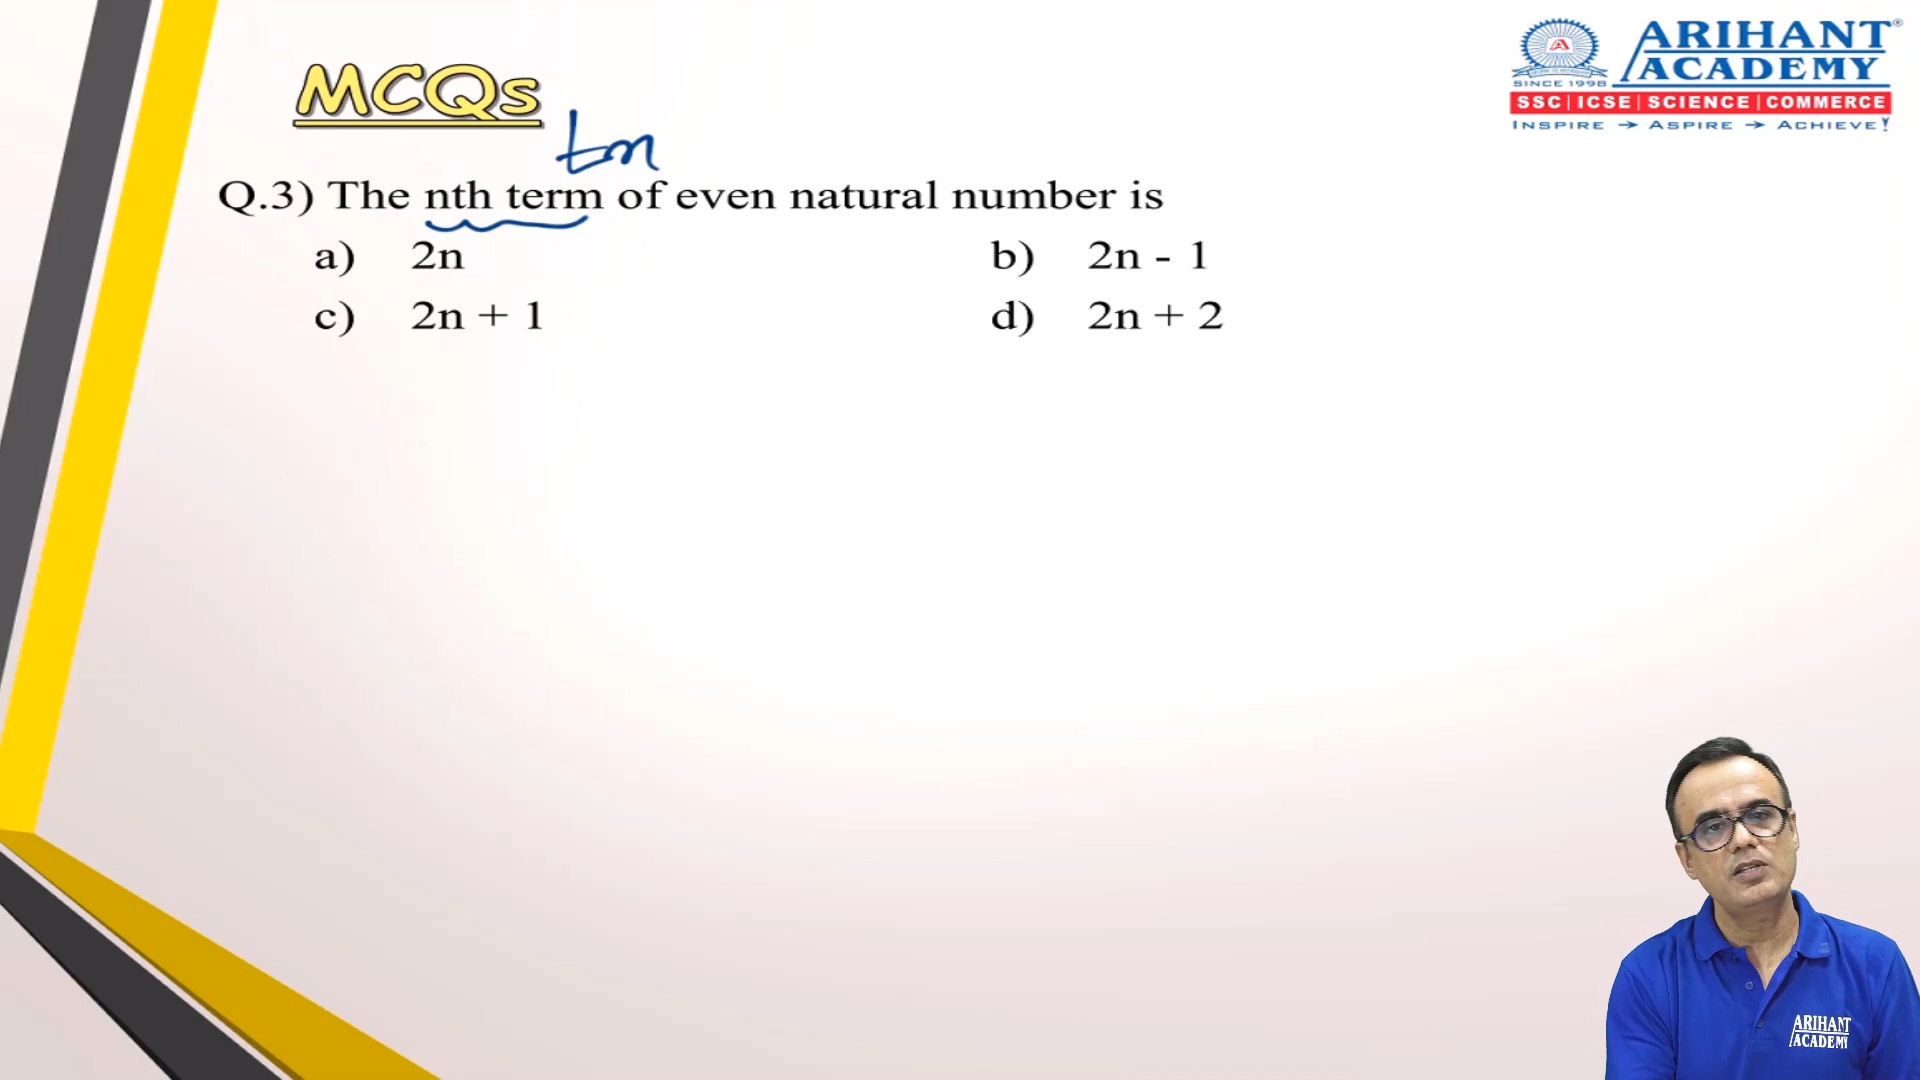 ARIHANT
ACADEMY
SINCE 1998
SSC | ICSE | SCIENCE | COMMERCE
INSPIRE → ASPIRE → ACHIEVE!
MCQs
tn
Q.3) The nth term of even natural number is
a) 2n b) 2n - 1
c) 2n + 1 d) 2n + 2
ARIHANT
ACADEMY